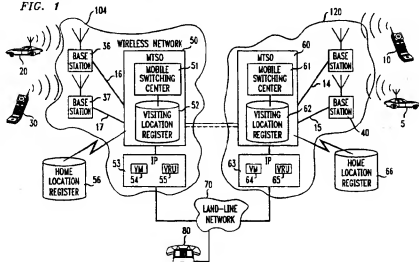 FIG. 1
104
120
WIRELESS NETWORK
50
MTSO
MOBILE SWITCHING CENTER
51
VISITING LOCATION REGISTER
52
36
BASE STATION
16
37
BASE STATION
17
20
30
HOME LOCATION REGISTER
56
53
IP
VM
54
VRU
55
60
MTSO
MOBILE SWITCHING CENTER
61
VISITING LOCATION REGISTER
62
14
BASE STATION
BASE STATION
15
40
10
5
63
IP
VM
64
VRU
65
HOME LOCATION REGISTER
66
70
LAND-LINE NETWORK
80